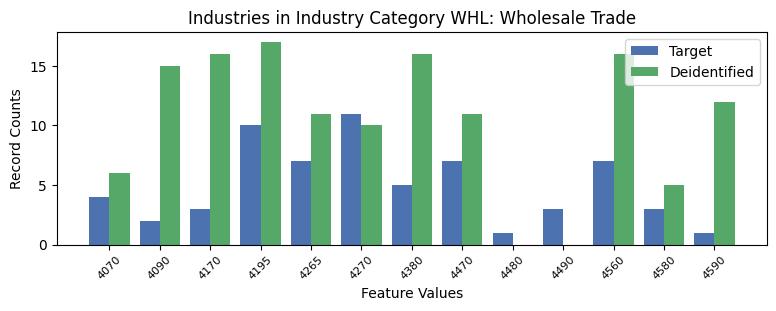 Industries in Industry Category WHL: Wholesale Trade
Target
Deidentified
Record Counts
15
10
5
0
4070 4090 4170 4195 4265 4270 4380 4470 4480 4490 4560 4580 4590
Feature Values